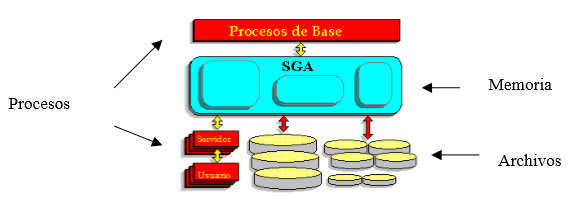 Procesos de Base
SGA
Memoria
Procesos
Servidor
Archivos
Usuario